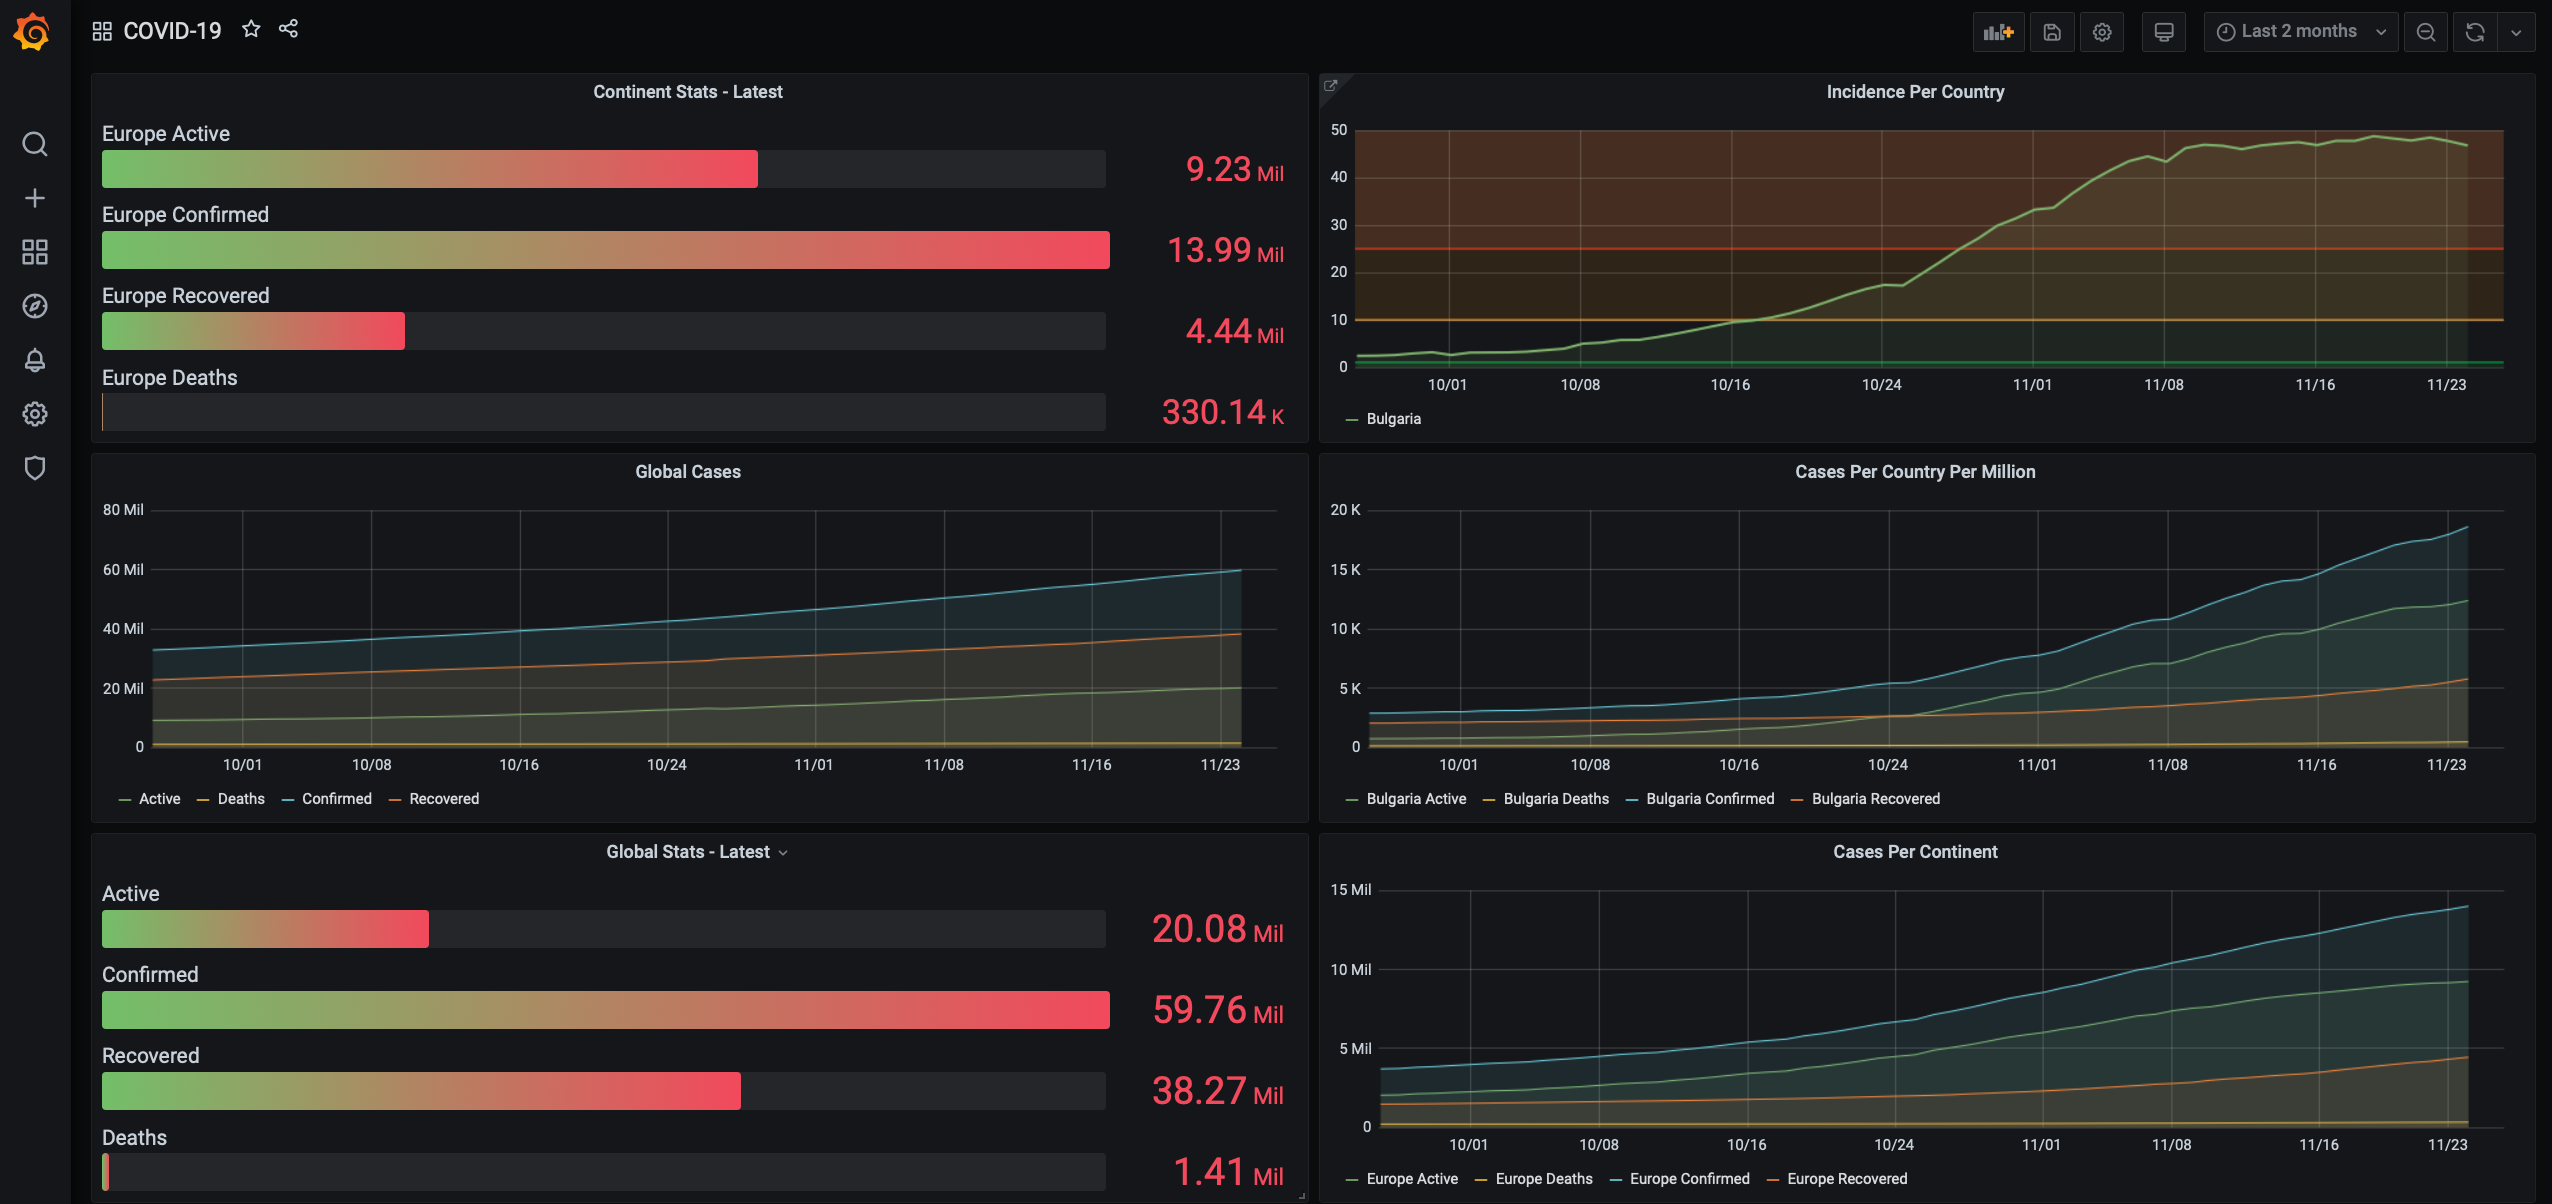 COVID-19
Last 2 months
Continent Stats - Latest
Europe Active
9.23 Mil
Europe Confirmed
13.99 Mil
Europe Recovered
4.44 Mil
Europe Deaths
330.14 K
Incidence Per Country
50
40
30
20
10
0
10/01 10/08 10/16 10/24 11/01 11/08 11/16 11/23
Bulgaria
Global Cases
80 Mil
60 Mil
40 Mil
20 Mil
0
10/01 10/08 10/16 10/24 11/01 11/08 11/16 11/23
Active Deaths Confirmed Recovered
Cases Per Country Per Million
20 K
15 K
10 K
5 K
0
10/01 10/08 10/16 10/24 11/01 11/08 11/16 11/23
Bulgaria Active Bulgaria Deaths Bulgaria Confirmed Bulgaria Recovered
Global Stats - Latest
Active
20.08 Mil
Confirmed
59.76 Mil
Recovered
38.27 Mil
Deaths
1.41 Mil
Cases Per Continent
15 Mil
10 Mil
5 Mil
0
10/01 10/08 10/16 10/24 11/01 11/08 11/16 11/23
Europe Active Europe Deaths Europe Confirmed Europe Recovered